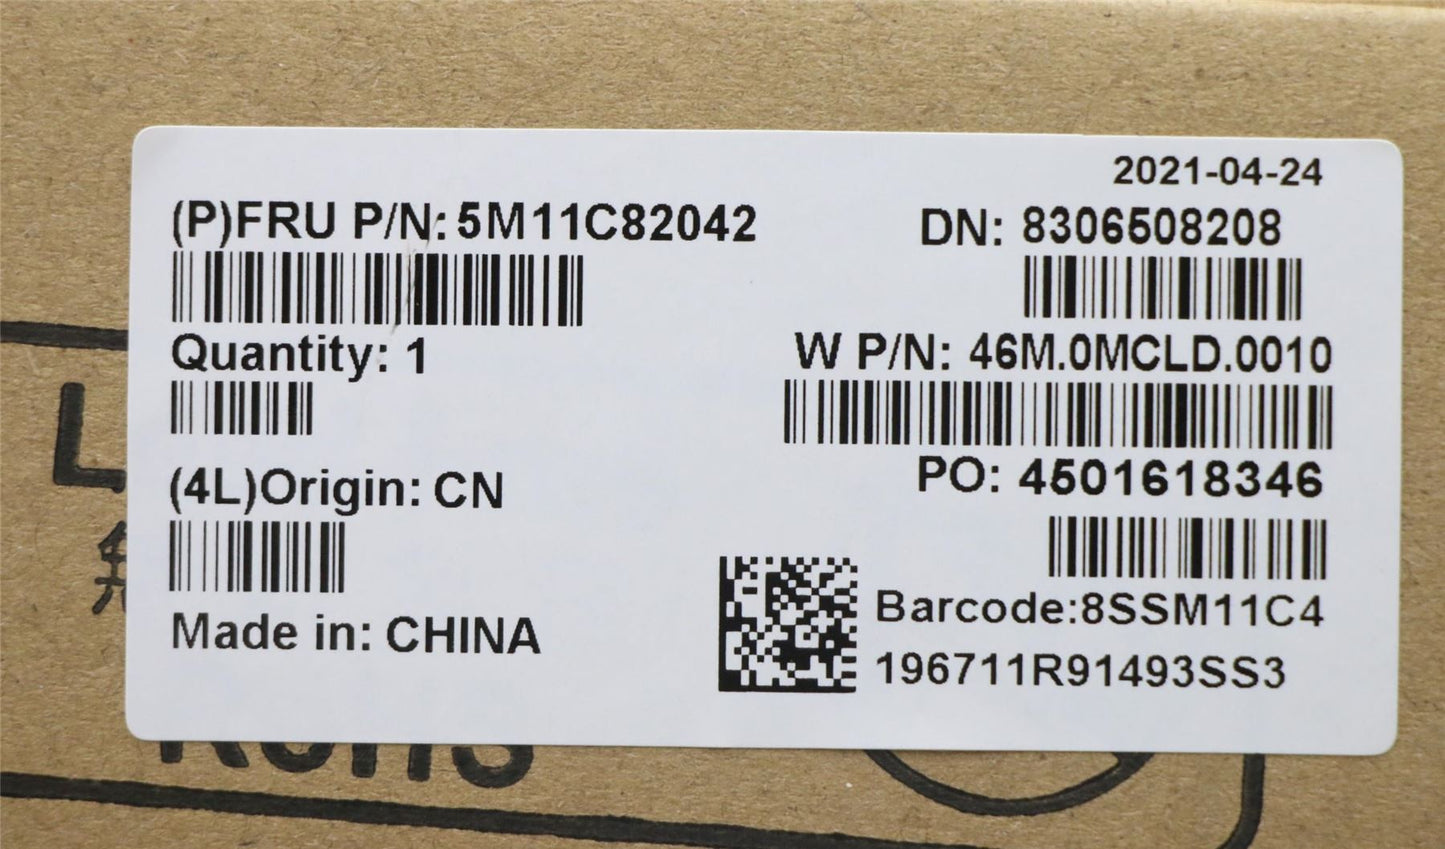 2021-04-24
(P)FRU P/N: 5M11C82042
DN: 8306508208
Quantity: 1
W P/N: 46M.0MCLD.0010
(4L)Origin: CN
PO: 4501618346
Made in: CHINA
Barcode:8SSM11C4
196711R91493SS3
RoHS